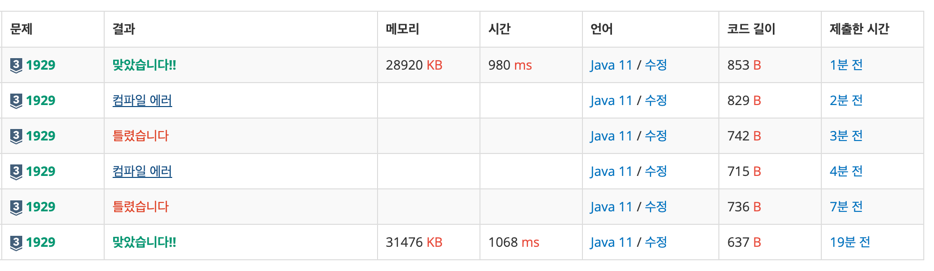 문제 결과 메모리 시간 언어 코드 길이 제출한 시간
3 1929 맞았습니다!! 28920 KB 980 ms Java 11 / 수정 853 B 1분 전
3 1929 컴파일 에러 Java 11 / 수정 829 B 2분 전
3 1929 틀렸습니다 Java 11 / 수정 742 B 3분 전
3 1929 컴파일 에러 Java 11 / 수정 715 B 4분 전
3 1929 틀렸습니다 Java 11 / 수정 736 B 7분 전
3 1929 맞았습니다!! 31476 KB 1068 ms Java 11 / 수정 637 B 19분 전